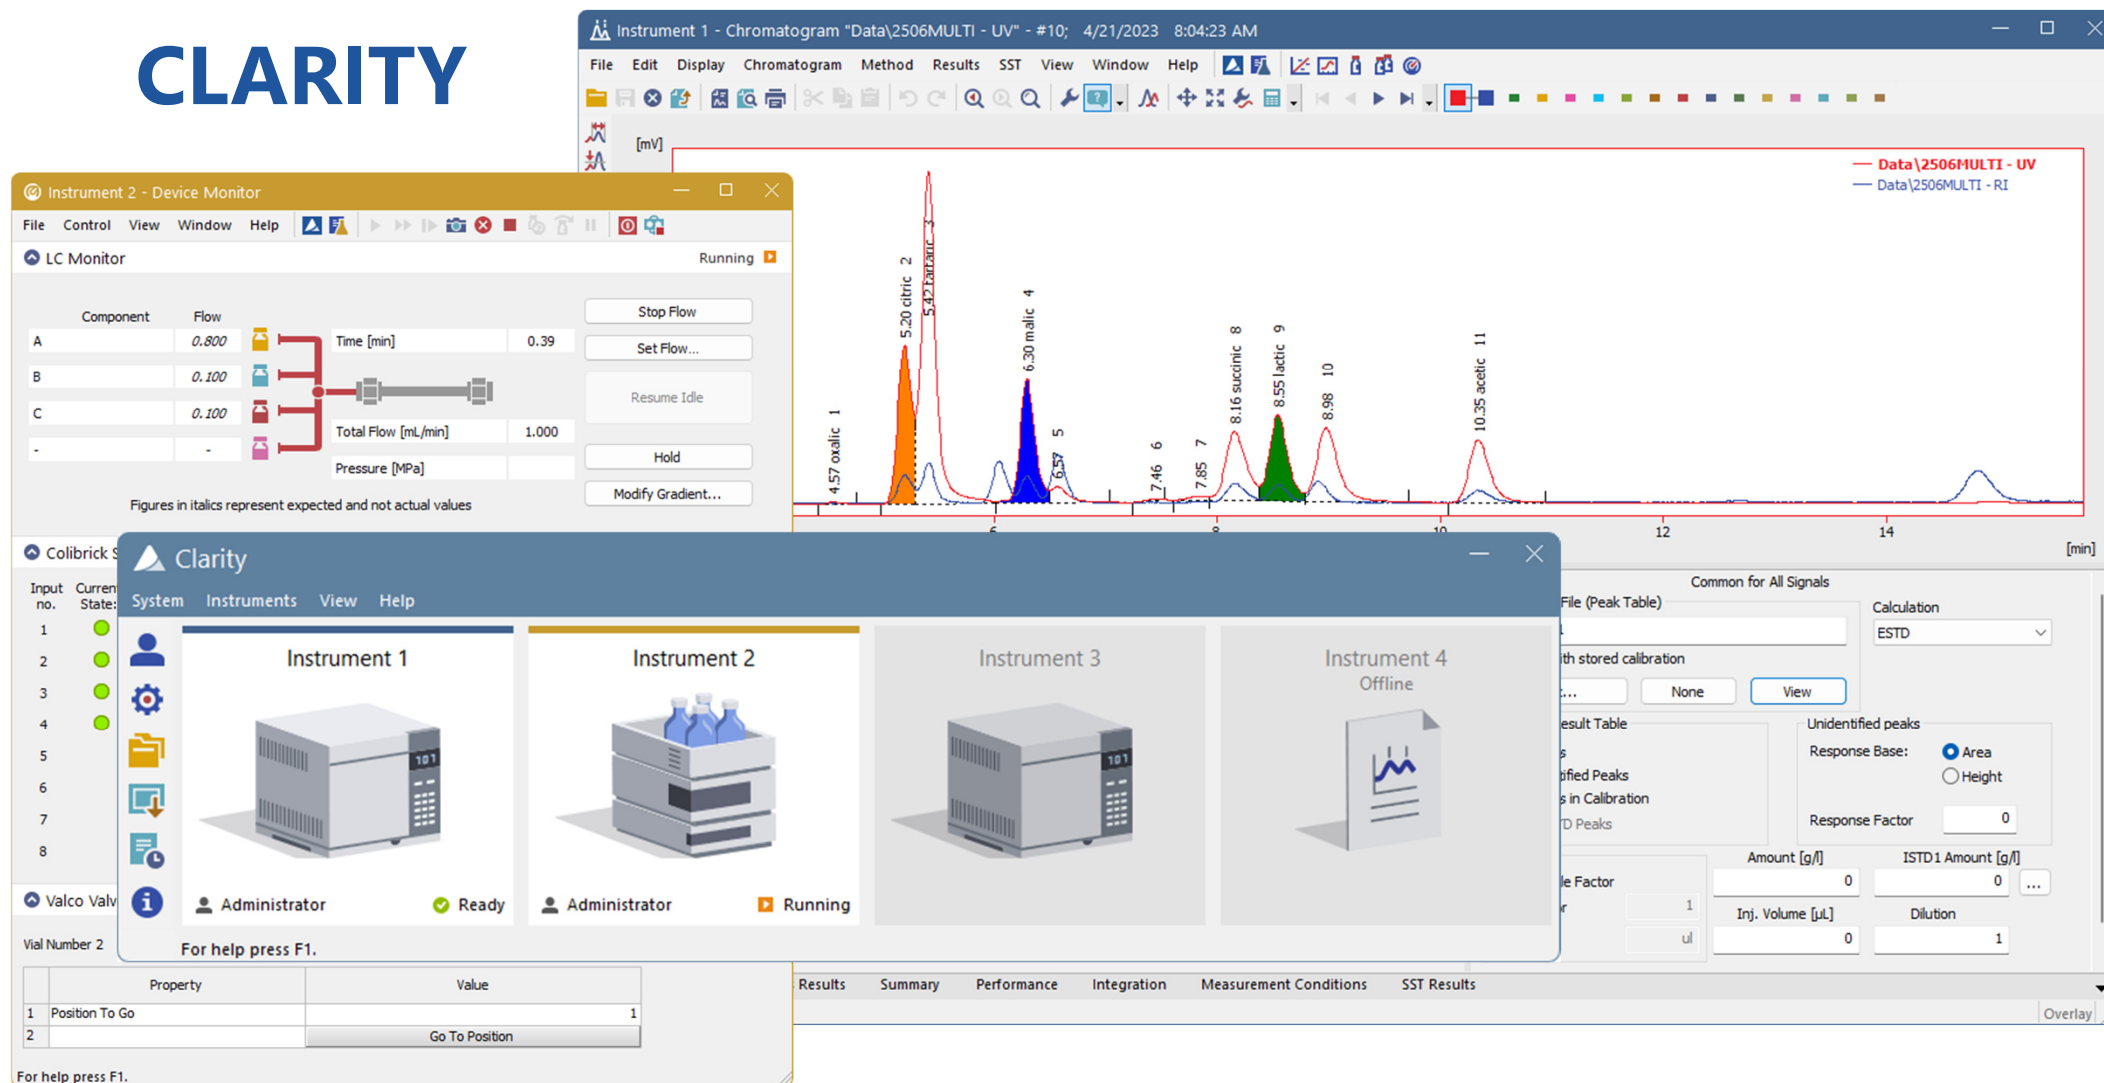 CLARITY
Instrument 1 - Chromatogram "Data\2506MULTI - UV" - #10; 4/21/2023 8:04:23 AM
File Edit Display Chromatogram Method Results SST View Window Help
[mV]
Data\2506MULTI - UV
Data\2506MULTI - RI
4.57 oxalic 1
5.20 citric 2
5.42 tartaric 3
6.30 malic 4
6.57 5
7.46 6
7.85 7
8.16 succinic 8
8.55 lactic 9
8.98 10
10.35 acetic 11
6 8 10 12 14
[min]
Instrument 2 - Device Monitor
File Control View Window Help
LC Monitor Running
Component Flow
A 0.800
B 0.100
C 0.100
- -
Time [min] 0.39
Total Flow [mL/min] 1.000
Pressure [MPa]
Stop Flow
Set Flow...
Resume Idle
Hold
Modify Gradient...
Figures in italics represent expected and not actual values
Colibrick S
Input no. Curren State:
1
2
3
4
5
6
7
8
Valco Valv
Vial Number 2
Property Value
1 Position To Go 1
2 Go To Position
For help press F1.
Clarity
System Instruments View Help
Instrument 1
101
Administrator Ready
Instrument 2
Administrator Running
Instrument 3
101
Instrument 4
Offline
For help press F1.
Common for All Signals
File (Peak Table)
Calculation
ESTD
ith stored calibration
... None View
esult Table
s
tified Peaks
s in Calibration
TD Peaks
Unidentified peaks
Response Base: Area
Height
Response Factor 0
Amount [g/l] ISTD1 Amount [g/l]
0 0 ...
le Factor
r 1
Inj. Volume [µL] Dilution
ul 0 1
Results Summary Performance Integration Measurement Conditions SST Results
Overlay